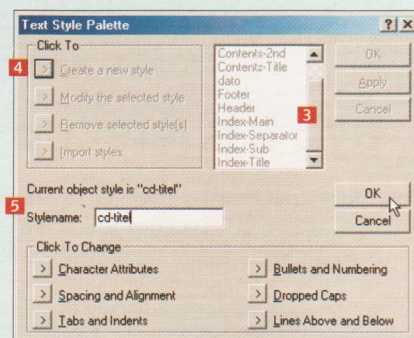 Text Style Palette
Click To
4
Create a new style
Modify the selected style
Remove selected style[s]
Import styles
Contents-2nd
Contents-Title
dato
Footer
Header
3
Index-Main
Index-Separator
Index-Sub
Index-Title
OK
Apply
Cancel
Current object style is "cd-titel"
5
Stylename: cd-titel
OK
Cancel
Click To Change
Character Attributes
Spacing and Alignment
Tabs and Indents
Bullets and Numbering
Dropped Caps
Lines Above and Below